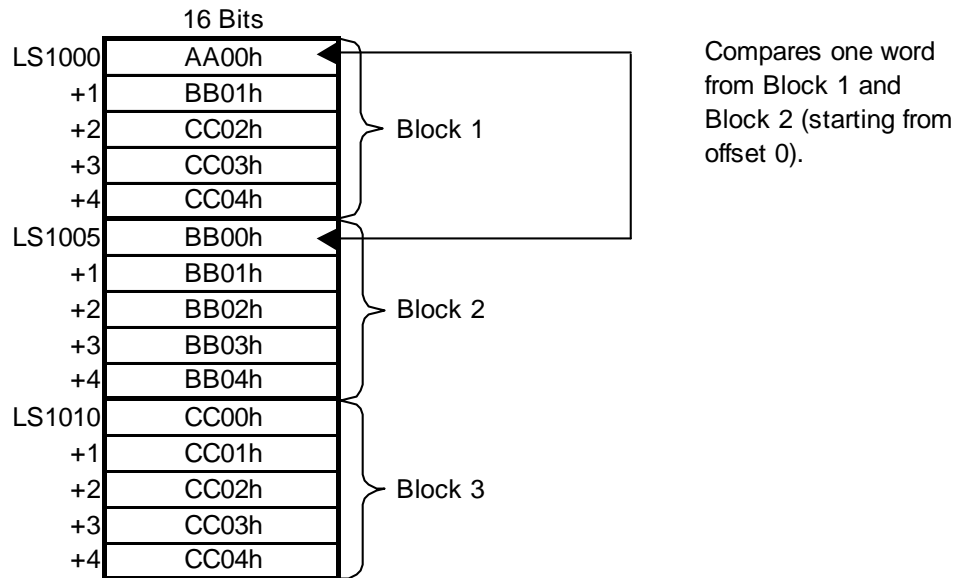 16 Bits
LS1000 AA00h
+1 BB01h
+2 CC02h Block 1
+3 CC03h
+4 CC04h
LS1005 BB00h
+1 BB01h
+2 BB02h Block 2
+3 BB03h
+4 BB04h
LS1010 CC00h
+1 CC01h
+2 CC02h Block 3
+3 CC03h
+4 CC04h
Compares one word
from Block 1 and
Block 2 (starting from
offset 0).